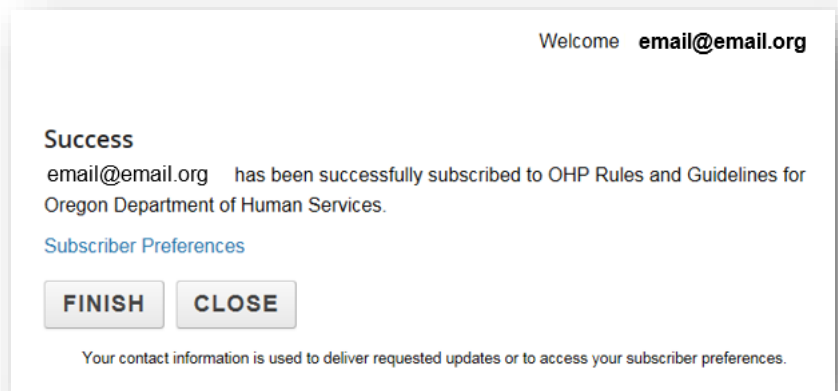 Welcome email@email.org
Success
email@email.org has been successfully subscribed to OHP Rules and Guidelines for
Oregon Department of Human Services.
Subscriber Preferences
FINISH CLOSE
Your contact information is used to deliver requested updates or to access your subscriber preferences.